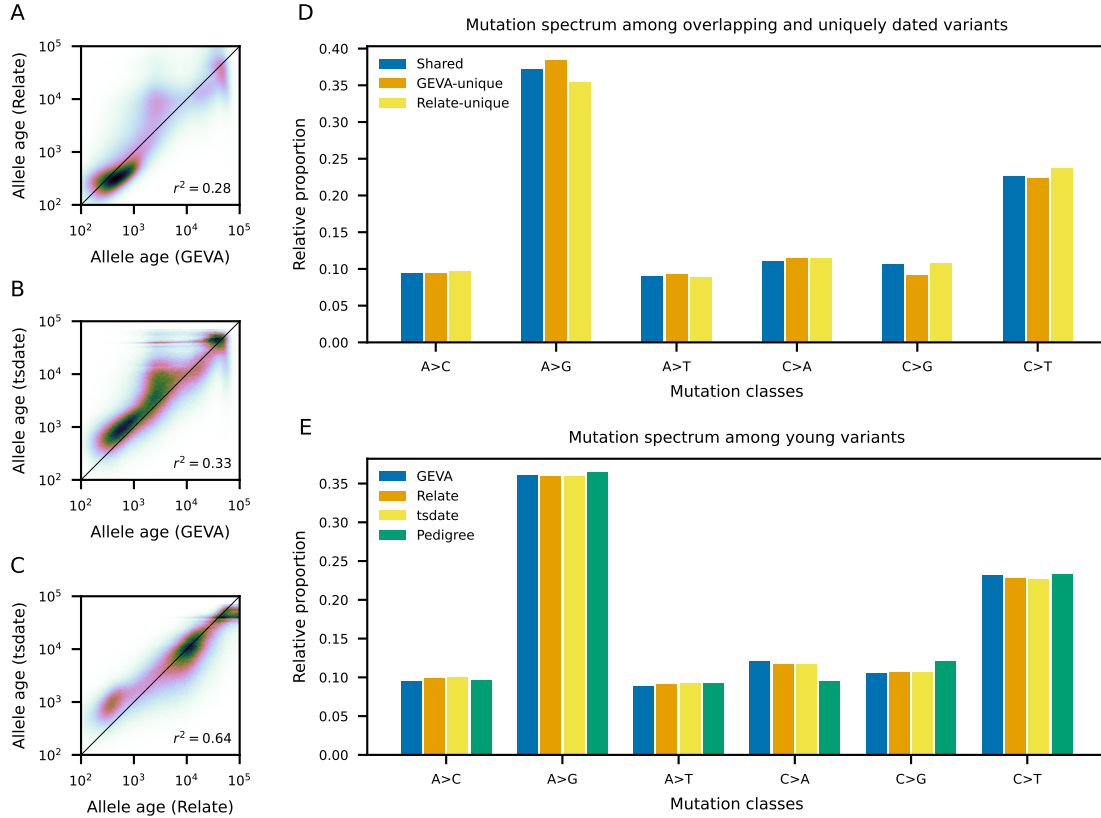 A
Allele age (Relate)
10^5
10^4
10^3
10^2
r^2 = 0.28
10^2 10^3 10^4 10^5
Allele age (GEVA)
B
Allele age (tsdate)
10^5
10^4
10^3
10^2
r^2 = 0.33
10^2 10^3 10^4 10^5
Allele age (GEVA)
C
Allele age (tsdate)
10^5
10^4
10^3
10^2
r^2 = 0.64
10^2 10^3 10^4 10^5
Allele age (Relate)
D
Mutation spectrum among overlapping and uniquely dated variants
Relative proportion
0.40
0.35
0.30
0.25
0.20
0.15
0.10
0.05
0.00
Shared
GEVA-unique
Relate-unique
A>C A>G A>T C>A C>G C>T
Mutation classes
E
Mutation spectrum among young variants
Relative proportion
0.35
0.30
0.25
0.20
0.15
0.10
0.05
0.00
GEVA
Relate
tsdate
Pedigree
A>C A>G A>T C>A C>G C>T
Mutation classes